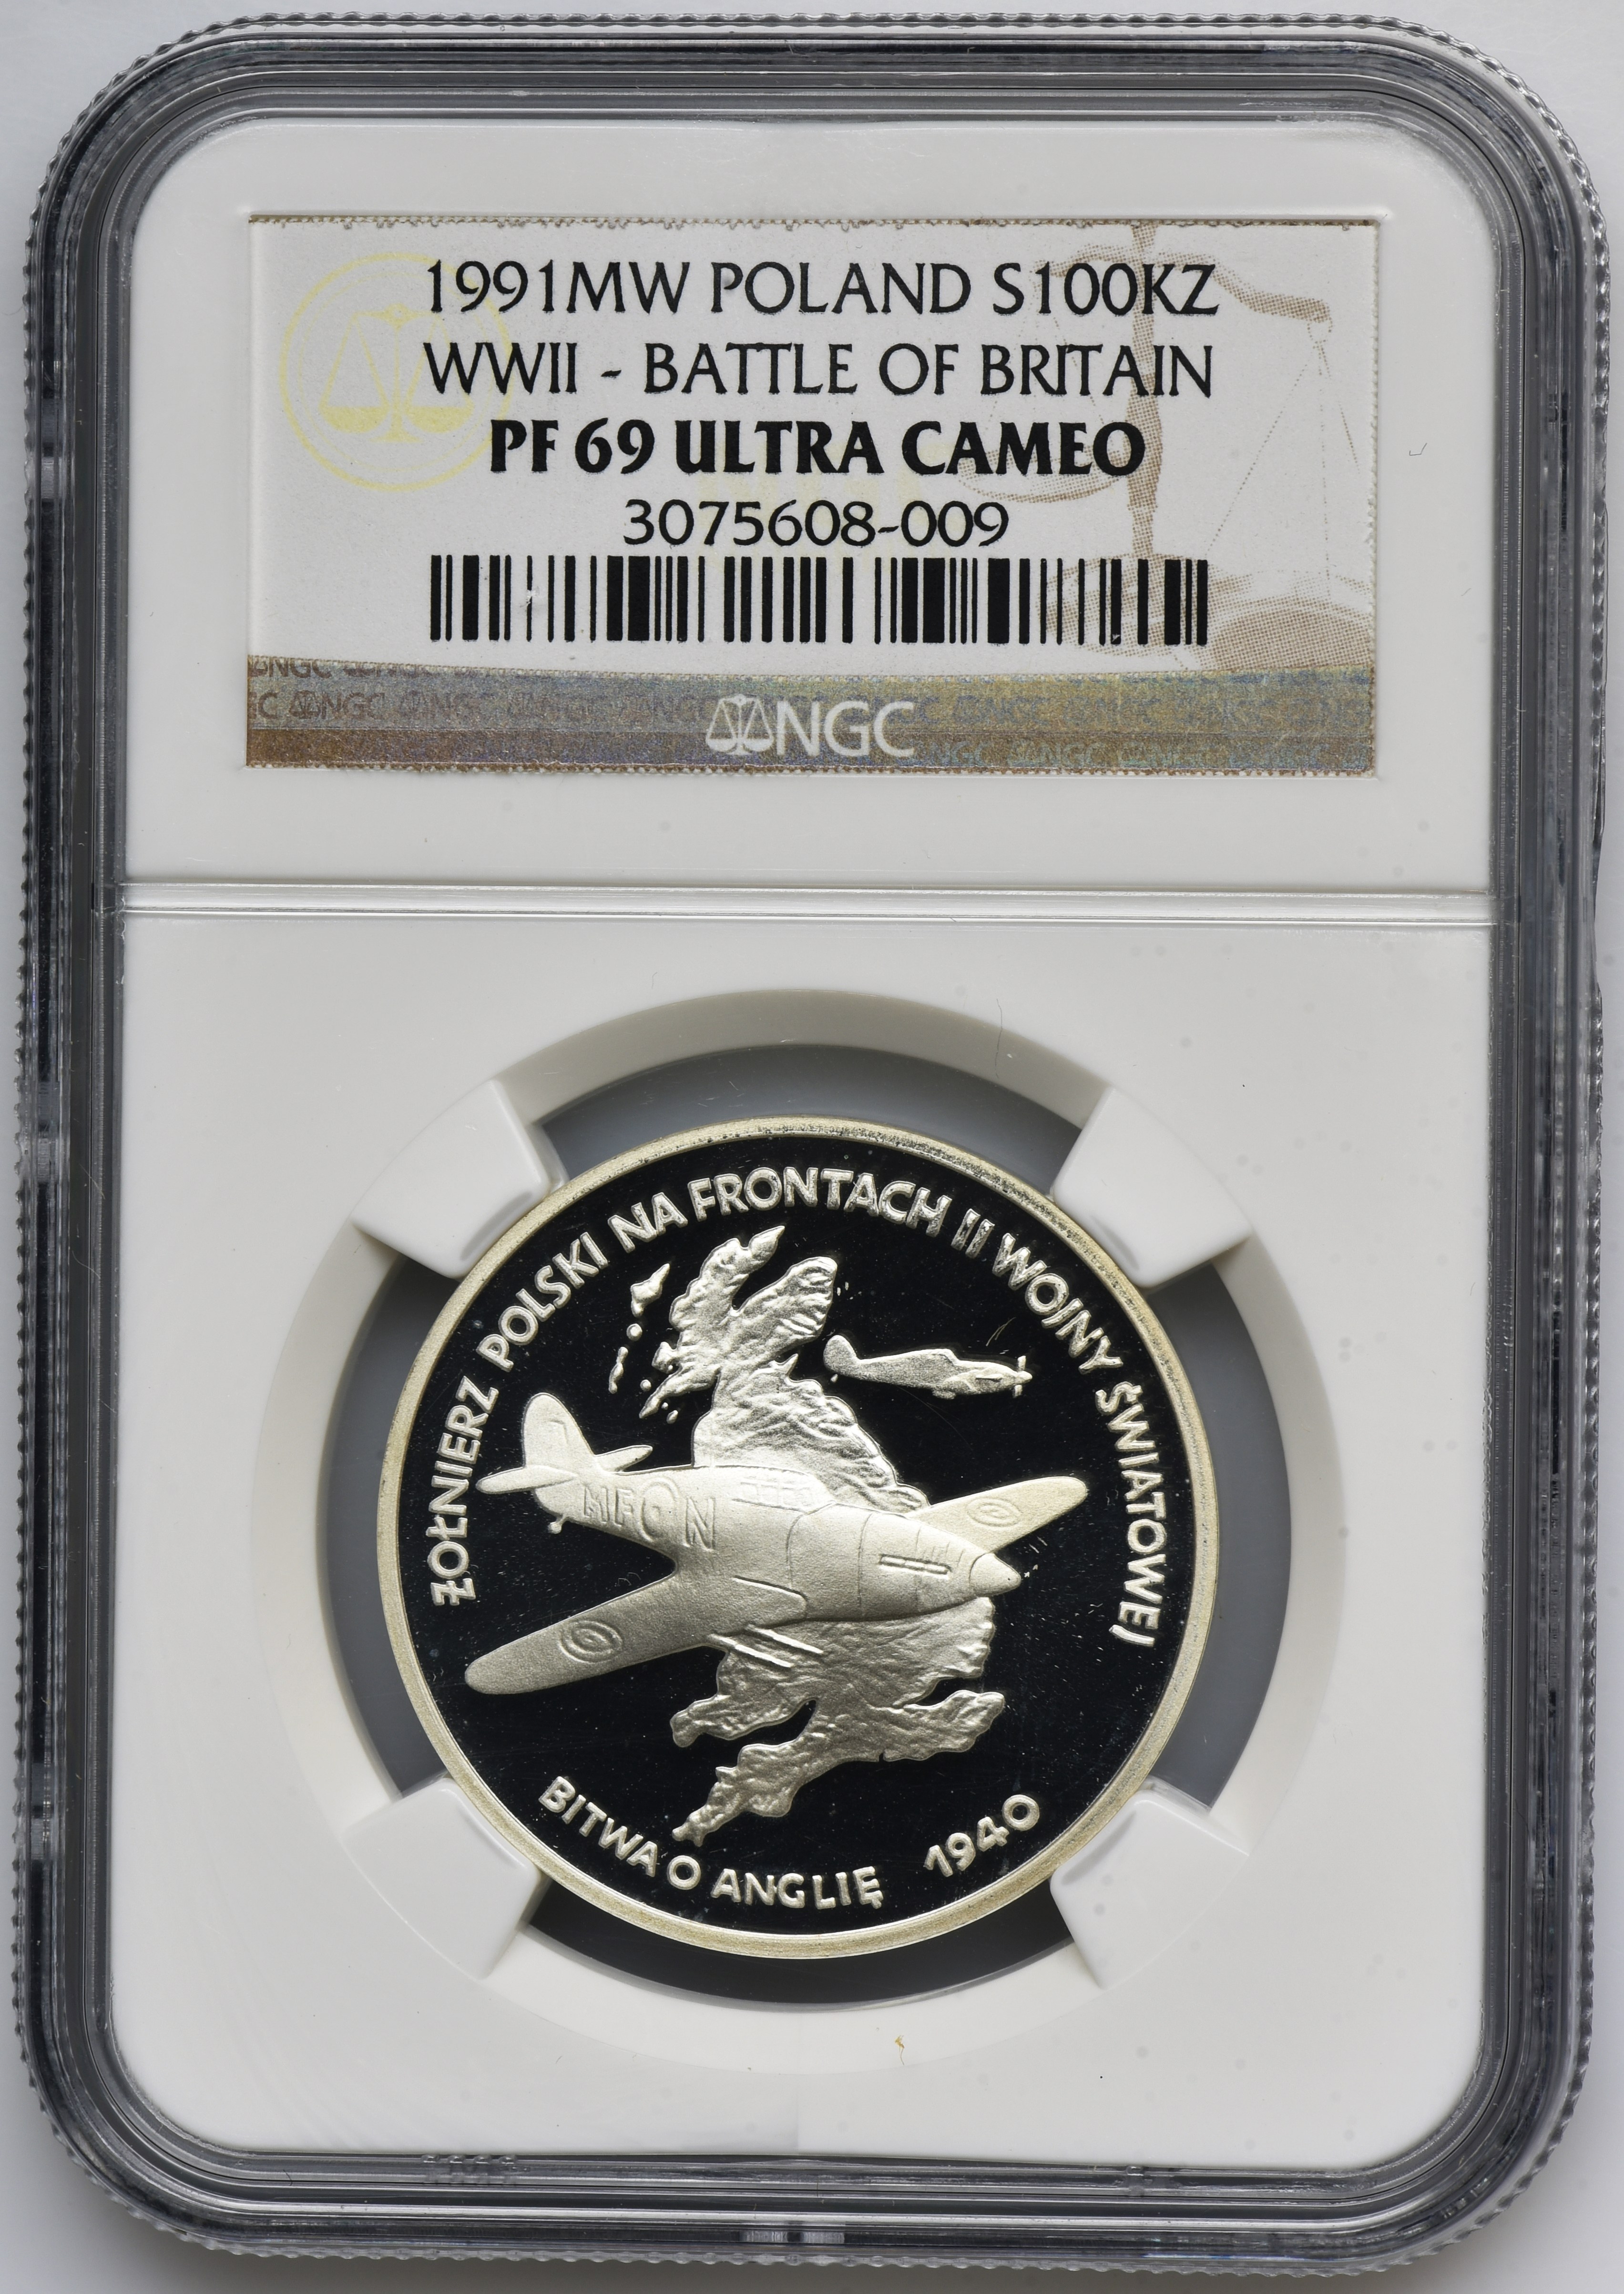 1991MW POLAND S100KZ
WWII - BATTLE OF BRITAIN
PF 69 ULTRA CAMEO
3075608-009
NGC
ŻOŁNIERZ POLSKI NA FRONTACH II WOJNY ŚWIATOWEJ
MF N
BITWA O ANGLIĘ 1940